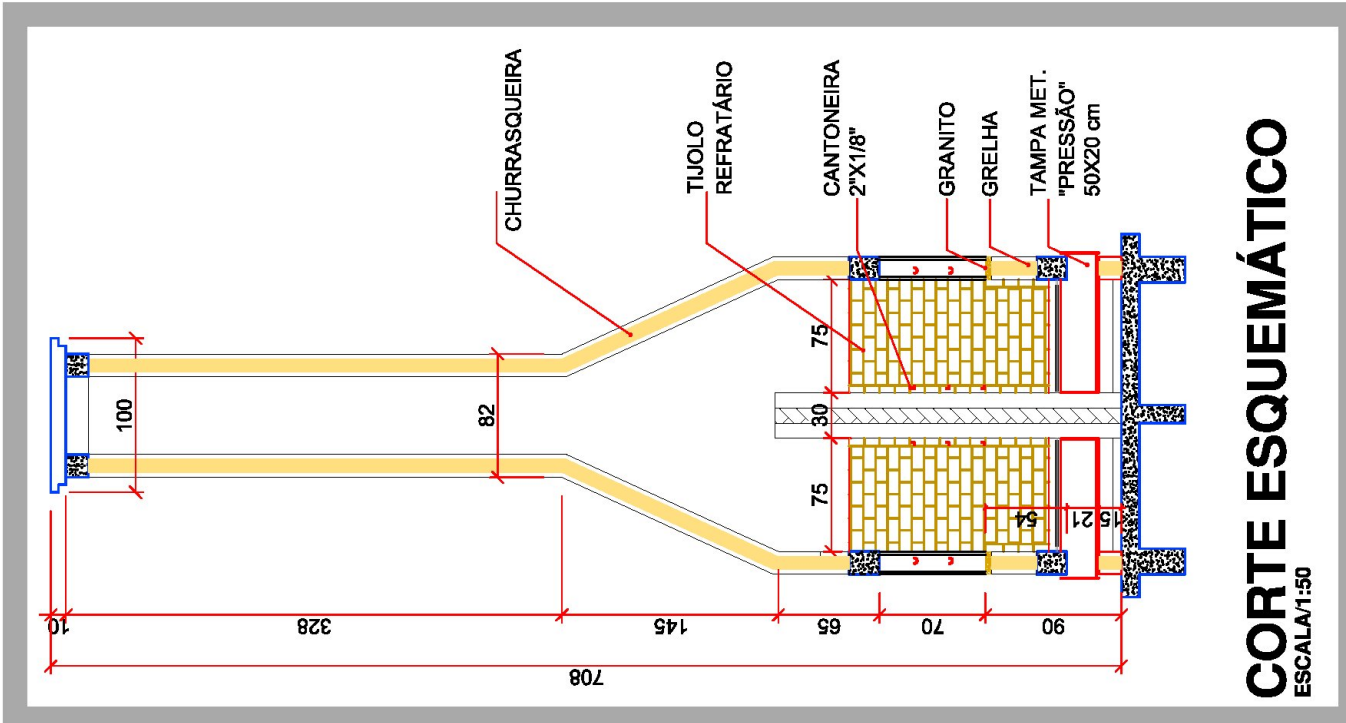 CHURRASQUEIRA
TIJOLO
REFRATÁRIO
CANTONEIRA
2"X1/8"
GRANITO
GRELHA
TAMPA MET.
"PRESSÃO"
50X20 cm
100
82
75
30
75
54
21
15
10
328
145
65
70
90
708
CORTE ESQUEMÁTICO
ESCALA/1:50